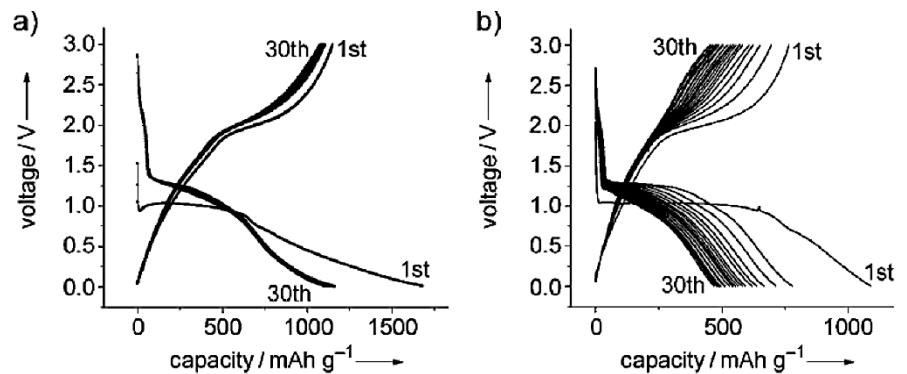 a)
voltage / V
3.0
2.5
2.0
1.5
1.0
0.5
0.0
30th
1st
1st
30th
0 500 1000 1500
capacity / mAh g⁻¹
b)
voltage / V
3.0
2.5
2.0
1.5
1.0
0.5
0.0
30th
1st
30th
1st
0 500 1000
capacity / mAh g⁻¹